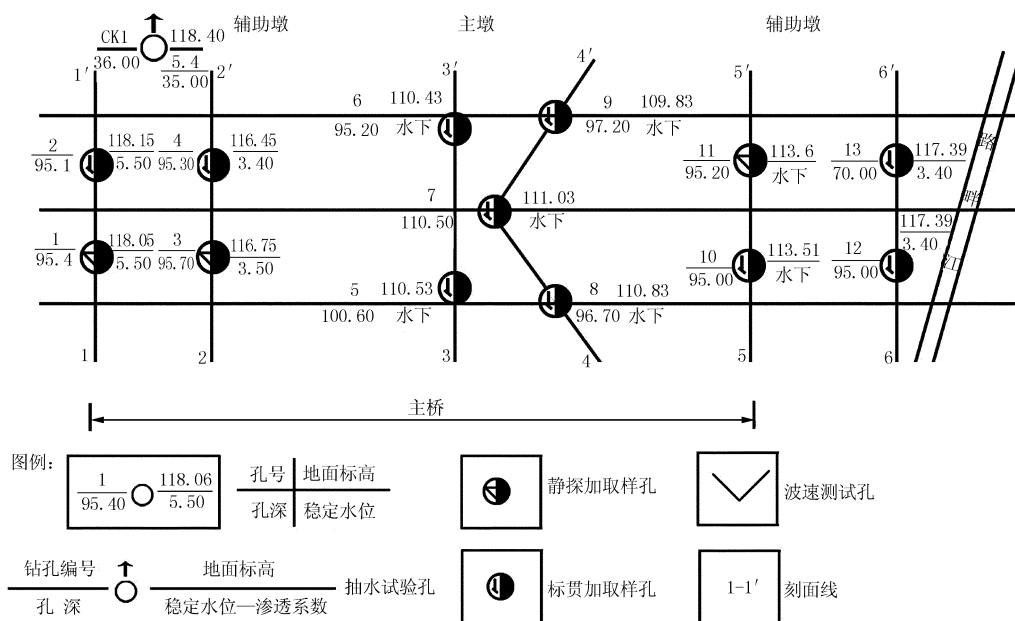 辅助墩 主墩 辅助墩
CK1 118.40
36.00 5.4
35.00
1′ 2′ 3′ 4′ 5′ 6′
6 110.43 9 109.83
95.20 水下 97.20 水下
2 118.15 4 116.45 11 113.6 13 117.39
95.1 5.50 95.30 3.40 95.20 水下 70.00 3.40
路
7 111.03
110.50 水下
畔
117.39
3.40
1 118.05 3 116.75 10 113.51 12
95.4 5.50 95.70 3.50 95.00 水下 95.00
江
5 110.53 8 110.83
100.60 水下 96.70 水下
1 2 3 4 5 6
主桥
图例：
1 118.06 孔号 地面标高 静探加取样孔 波速测试孔
95.40 5.50 孔深 稳定水位
钻孔编号 地面标高 抽水试验孔 标贯加取样孔 1-1′ 刻面线
孔 深 稳定水位—渗透系数